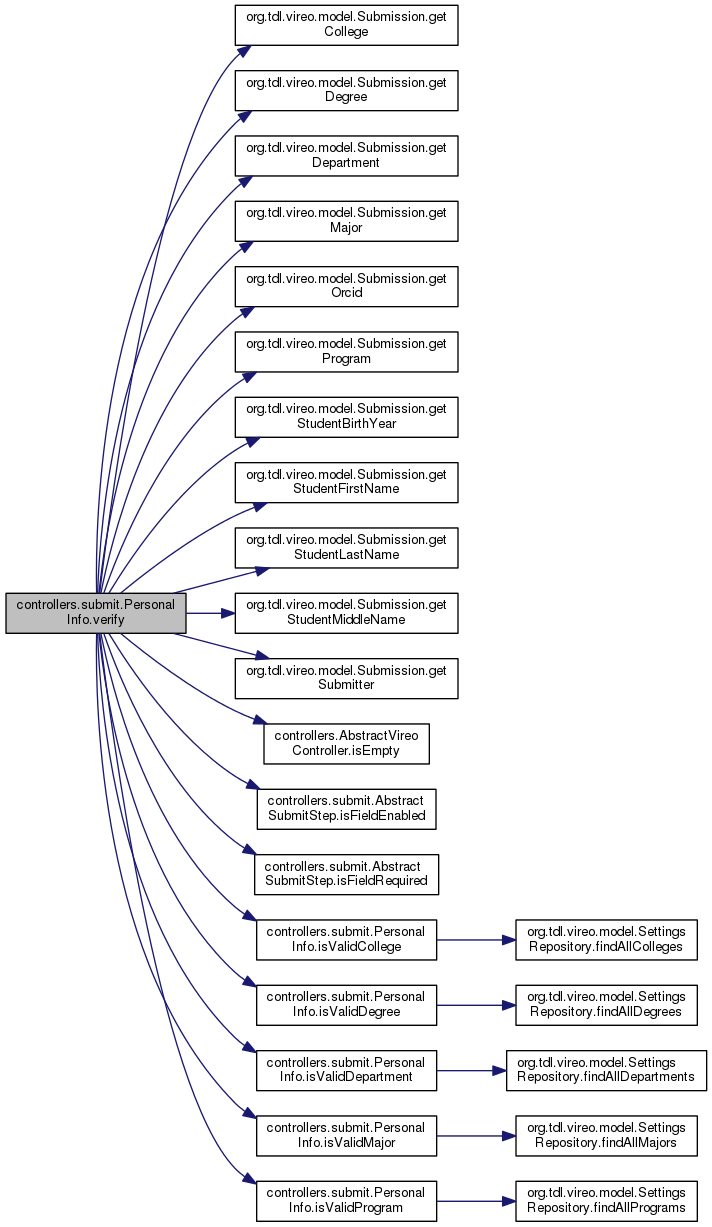 org.tdl.vireo.model.Submission.get
College
org.tdl.vireo.model.Submission.get
Degree
org.tdl.vireo.model.Submission.get
Department
org.tdl.vireo.model.Submission.get
Major
org.tdl.vireo.model.Submission.get
Orcid
org.tdl.vireo.model.Submission.get
Program
org.tdl.vireo.model.Submission.get
StudentBirthYear
org.tdl.vireo.model.Submission.get
StudentFirstName
org.tdl.vireo.model.Submission.get
StudentLastName
controllers.submit.Personal
Info.verify
org.tdl.vireo.model.Submission.get
StudentMiddleName
org.tdl.vireo.model.Submission.get
Submitter
controllers.AbstractVireo
Controller.isEmpty
controllers.submit.Abstract
SubmitStep.isFieldEnabled
controllers.submit.Abstract
SubmitStep.isFieldRequired
controllers.submit.Personal
Info.isValidCollege
org.tdl.vireo.model.Settings
Repository.findAllColleges
controllers.submit.Personal
Info.isValidDegree
org.tdl.vireo.model.Settings
Repository.findAllDegrees
controllers.submit.Personal
Info.isValidDepartment
org.tdl.vireo.model.Settings
Repository.findAllDepartments
controllers.submit.Personal
Info.isValidMajor
org.tdl.vireo.model.Settings
Repository.findAllMajors
controllers.submit.Personal
Info.isValidProgram
org.tdl.vireo.model.Settings
Repository.findAllPrograms